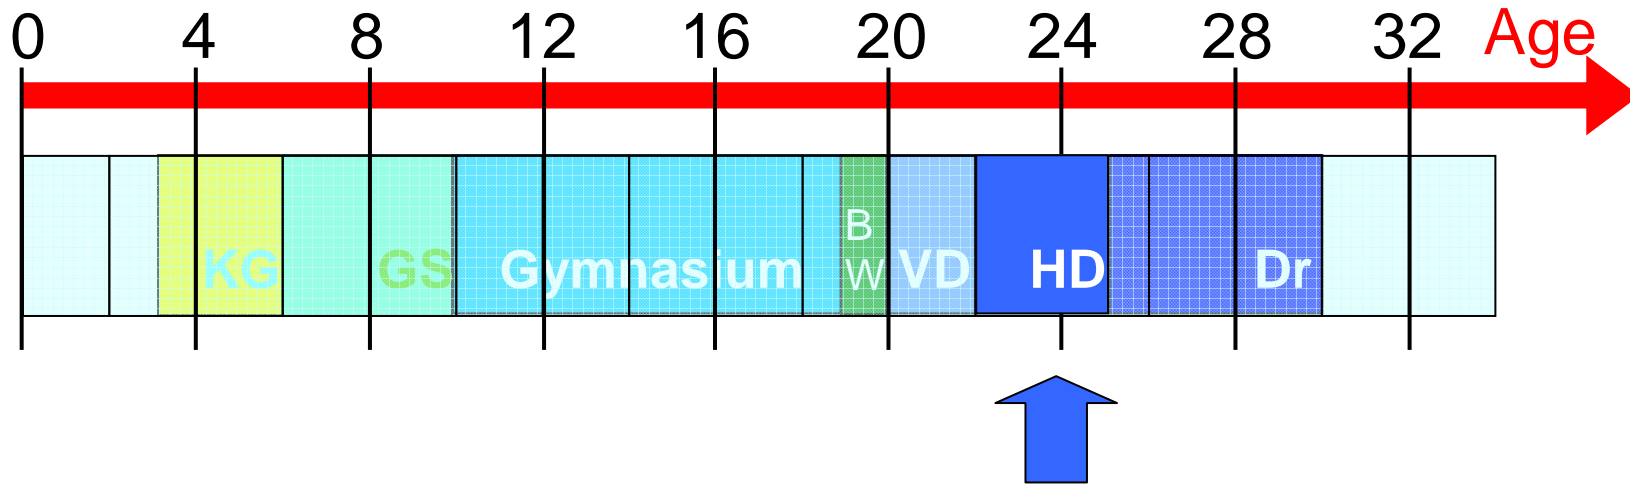 0 4 8 12 16 20 24 28 32 Age
KG GS Gymnasium B W VD HD Dr